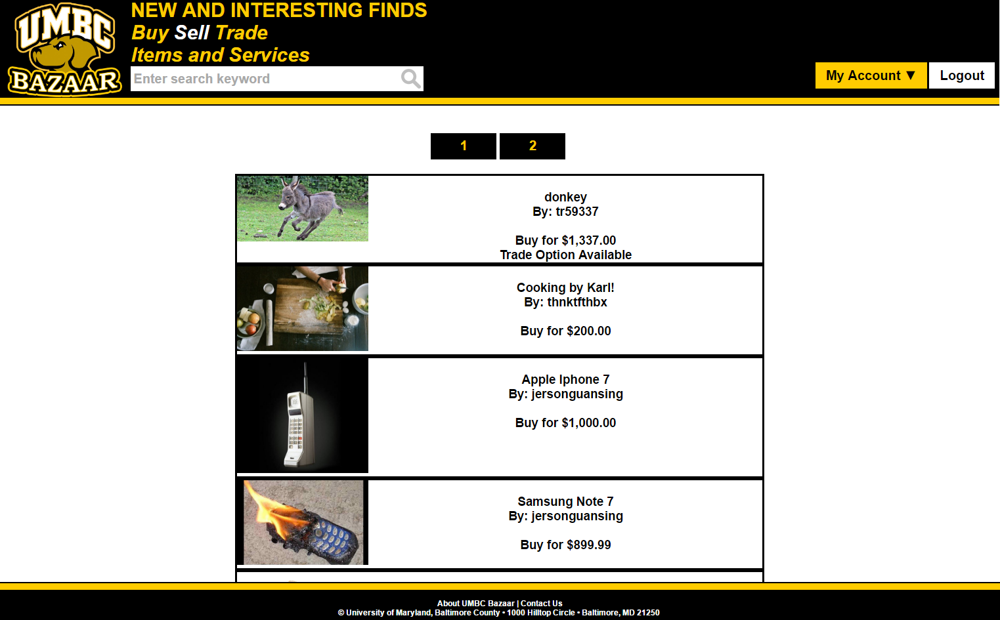 UMBC
BAZAAR
NEW AND INTERESTING FINDS
Buy Sell Trade
Items and Services
Enter search keyword
My Account ▼
Logout
1
2
donkey
By: tr59337
Buy for $1,337.00
Trade Option Available
Cooking by Karl!
By: thnktfthbx
Buy for $200.00
Apple Iphone 7
By: jersonguansing
Buy for $1,000.00
Samsung Note 7
By: jersonguansing
Buy for $899.99
About UMBC Bazaar | Contact Us
© University of Maryland, Baltimore County • 1000 Hilltop Circle • Baltimore, MD 21250